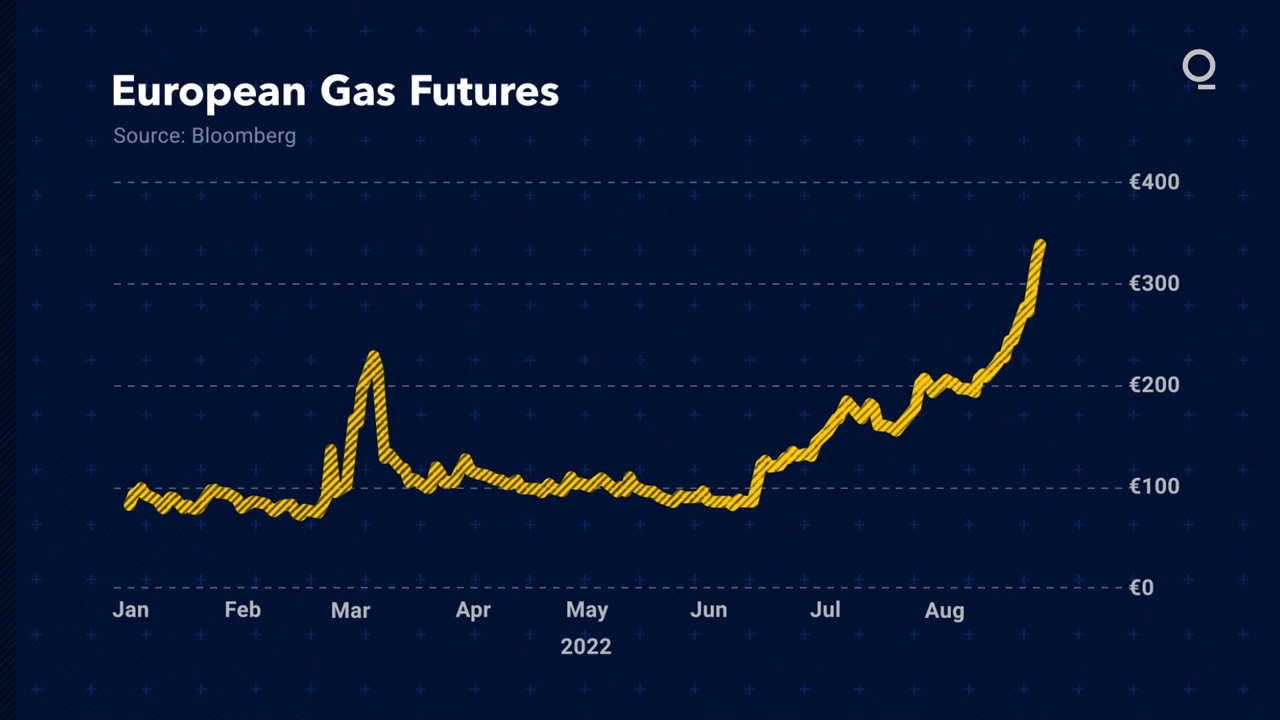 European Gas Futures
Source: Bloomberg
€400
€300
€200
€100
€0
Jan Feb Mar Apr May Jun Jul Aug
2022